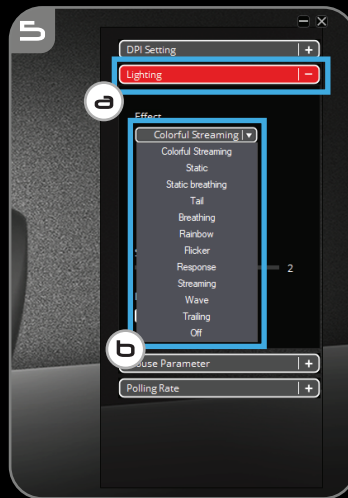 5
DPI Setting +
Lighting −
a
Effect
Colorful Streaming
Colorful Streaming
Static
Static breathing
Tail
Breathing
Rainbow
Flicker
Response
Streaming
Wave
Trailing
Off
2
b
Mouse Parameter +
Polling Rate +